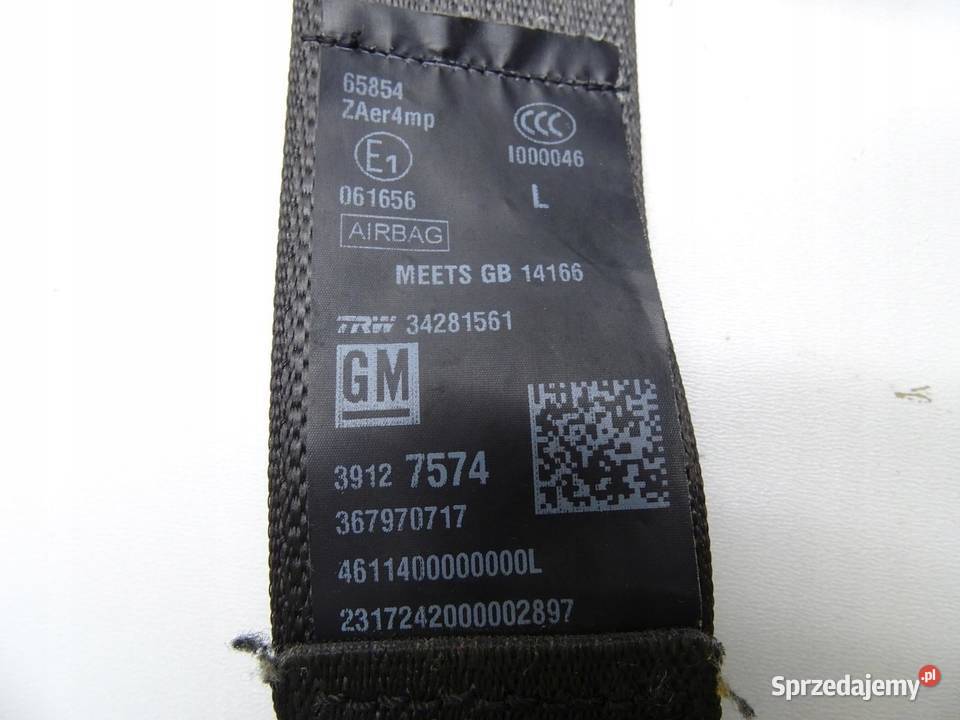 65854
ZAer4mp
CCC
E1
I000046
061656
L
AIRBAG
MEETS GB 14166
TRW 34281561
GM
3912 7574
367970717
4611400000000L
2317242000002897
Sprzedajemy.pl